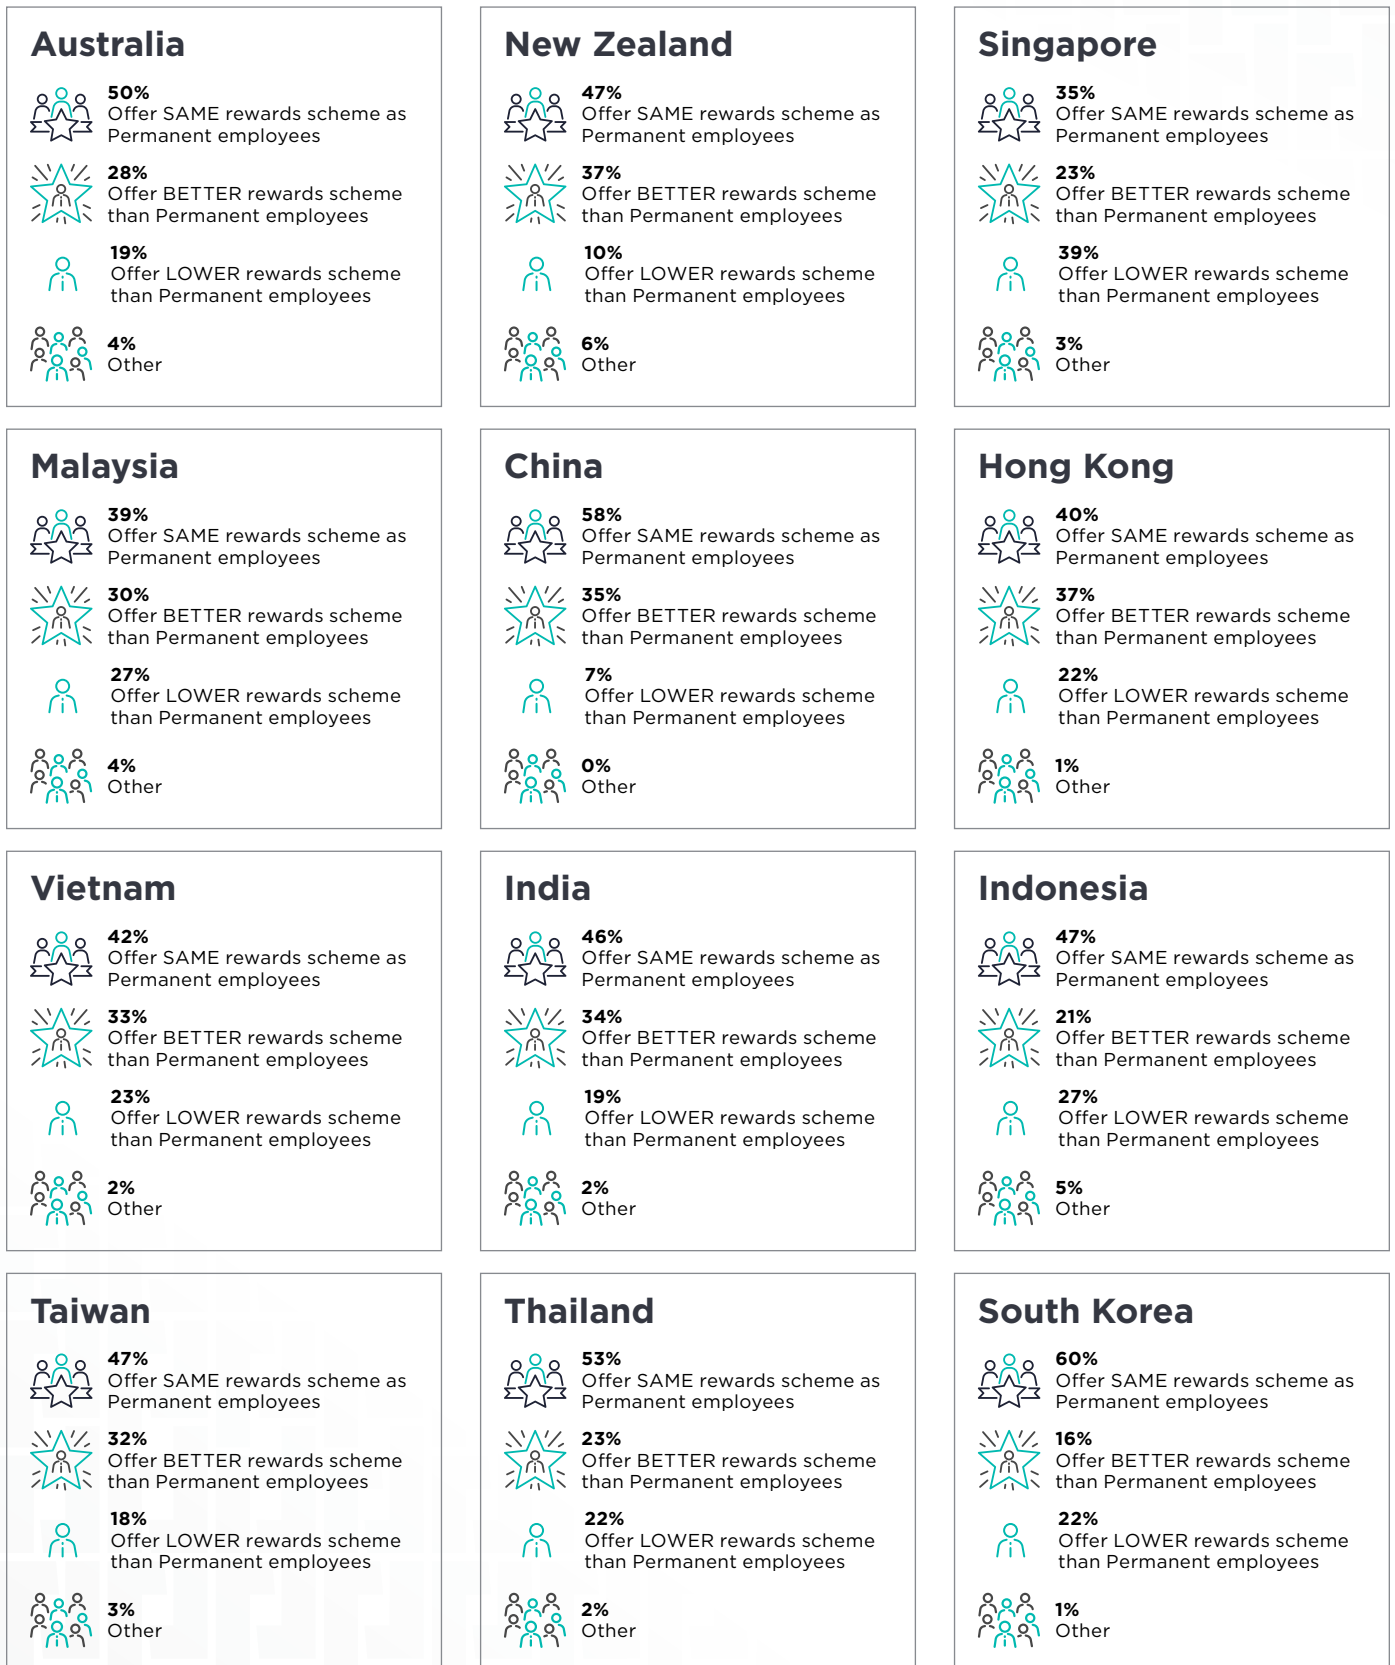 Australia
50%
Offer SAME rewards scheme as
Permanent employees
28%
Offer BETTER rewards scheme
than Permanent employees
19%
Offer LOWER rewards scheme
than Permanent employees
4%
Other
New Zealand
47%
Offer SAME rewards scheme as
Permanent employees
37%
Offer BETTER rewards scheme
than Permanent employees
10%
Offer LOWER rewards scheme
than Permanent employees
6%
Other
Singapore
35%
Offer SAME rewards scheme as
Permanent employees
23%
Offer BETTER rewards scheme
than Permanent employees
39%
Offer LOWER rewards scheme
than Permanent employees
3%
Other
Malaysia
39%
Offer SAME rewards scheme as
Permanent employees
30%
Offer BETTER rewards scheme
than Permanent employees
27%
Offer LOWER rewards scheme
than Permanent employees
4%
Other
China
58%
Offer SAME rewards scheme as
Permanent employees
35%
Offer BETTER rewards scheme
than Permanent employees
7%
Offer LOWER rewards scheme
than Permanent employees
0%
Other
Hong Kong
40%
Offer SAME rewards scheme as
Permanent employees
37%
Offer BETTER rewards scheme
than Permanent employees
22%
Offer LOWER rewards scheme
than Permanent employees
1%
Other
Vietnam
42%
Offer SAME rewards scheme as
Permanent employees
33%
Offer BETTER rewards scheme
than Permanent employees
23%
Offer LOWER rewards scheme
than Permanent employees
2%
Other
India
46%
Offer SAME rewards scheme as
Permanent employees
34%
Offer BETTER rewards scheme
than Permanent employees
19%
Offer LOWER rewards scheme
than Permanent employees
2%
Other
Indonesia
47%
Offer SAME rewards scheme as
Permanent employees
21%
Offer BETTER rewards scheme
than Permanent employees
27%
Offer LOWER rewards scheme
than Permanent employees
5%
Other
Taiwan
47%
Offer SAME rewards scheme as
Permanent employees
32%
Offer BETTER rewards scheme
than Permanent employees
18%
Offer LOWER rewards scheme
than Permanent employees
3%
Other
Thailand
53%
Offer SAME rewards scheme as
Permanent employees
23%
Offer BETTER rewards scheme
than Permanent employees
22%
Offer LOWER rewards scheme
than Permanent employees
2%
Other
South Korea
60%
Offer SAME rewards scheme as
Permanent employees
16%
Offer BETTER rewards scheme
than Permanent employees
22%
Offer LOWER rewards scheme
than Permanent employees
1%
Other